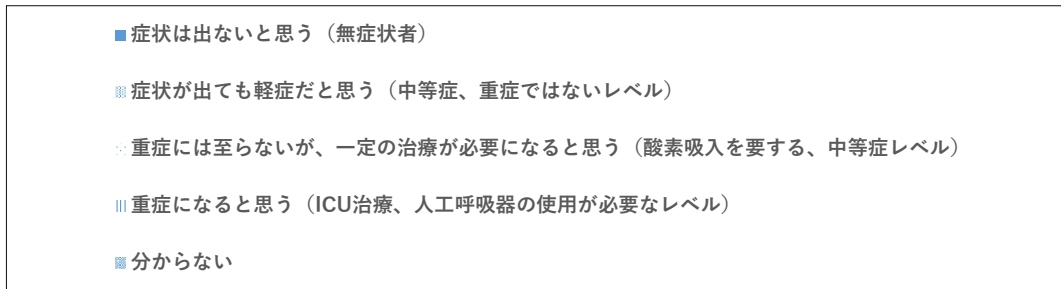 症状は出ないと思う（無症状者）
症状が出ても軽症だと思う（中等症、重症ではないレベル）
重症には至らないが、一定の治療が必要になると思う（酸素吸入を要する、中等症レベル）
重症になると思う（ICU治療、人工呼吸器の使用が必要なレベル）
分からない